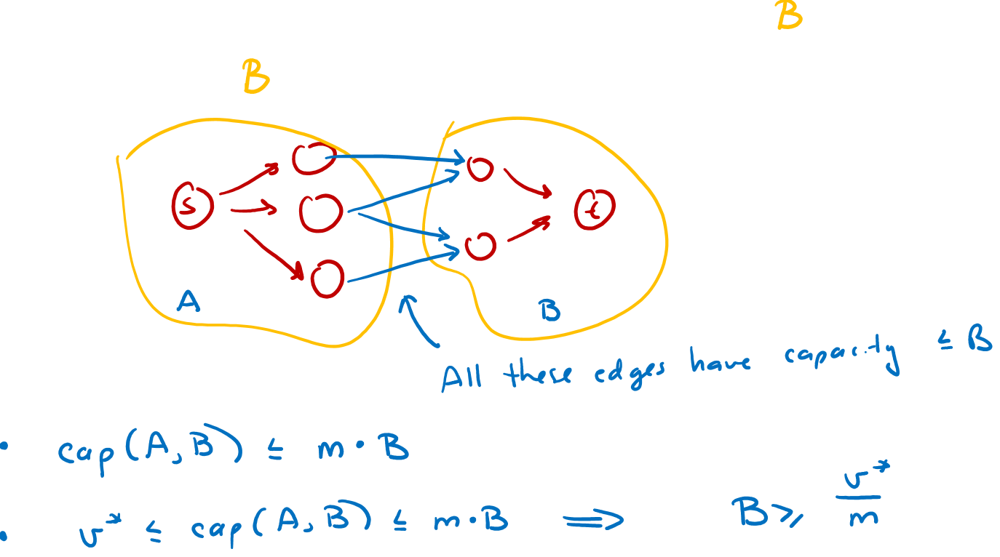 B
B
s
t
A
B
All these edges have capacity ≤ B
• cap(A,B) ≤ m·B
• v* ≤ cap(A,B) ≤ m·B ⟹ B ≥ v*/m